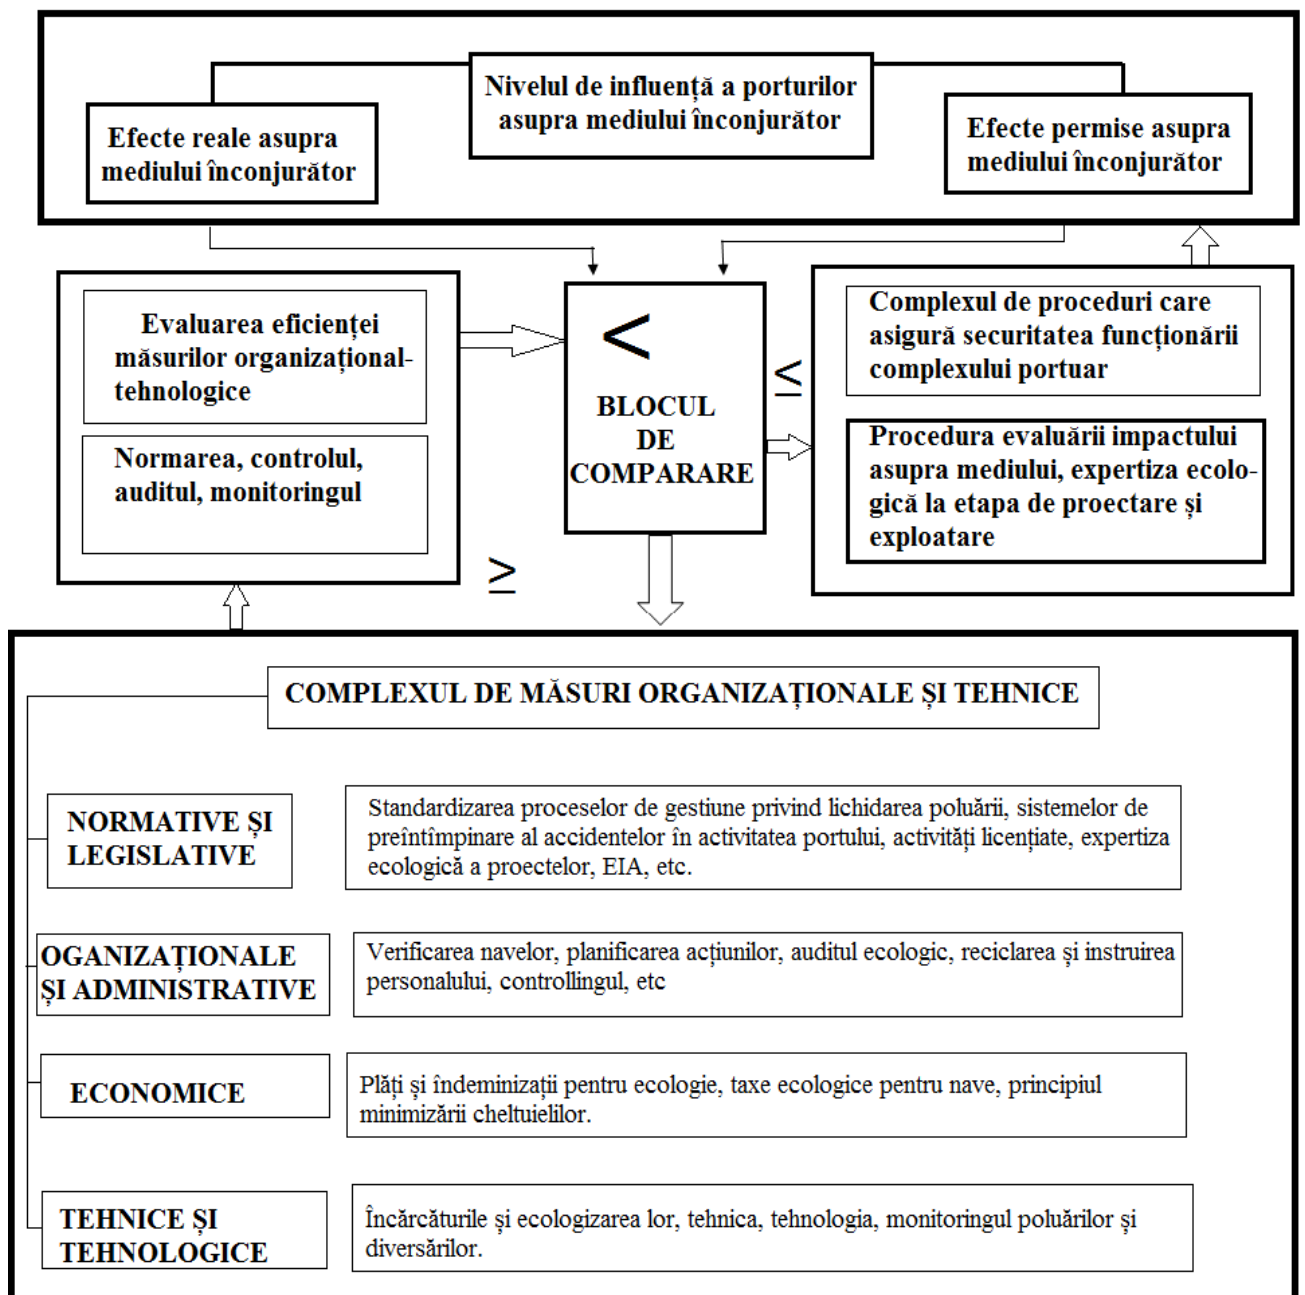 Nivelul de influență a porturilor
asupra mediului înconjurător
Efecte reale asupra
mediului înconjurător
Efecte permise asupra
mediului înconjurător
Evaluarea eficienței
măsurilor organizațional-
tehnologice
Normarea, controlul,
auditul, monitoringul
<
BLOCUL
DE
COMPARARE
≤
≥
Complexul de proceduri care
asigură securitatea funcționării
complexului portuar
Procedura evaluării impactului
asupra mediului, expertiza ecolo-
gică la etapa de proectare și
exploatare
COMPLEXUL DE MĂSURI ORGANIZAȚIONALE ȘI TEHNICE
NORMATIVE ȘI
LEGISLATIVE
Standardizarea proceselor de gestiune privind lichidarea poluării, sistemelor de
preîntîmpinare al accidentelor în activitatea portului, activități licențiate, expertiza
ecologică a proectelor, EIA, etc.
OGANIZAȚIONALE
ȘI ADMINISTRATIVE
Verificarea navelor, planificarea acțiunilor, auditul ecologic, reciclarea și instruirea
personalului, controllingul, etc
ECONOMICE
Plăți și îndeminizații pentru ecologie, taxe ecologice pentru nave, principiul
minimizării cheltuielilor.
TEHNICE ȘI
TEHNOLOGICE
Încărcăturile și ecologizarea lor, tehnica, tehnologia, monitoringul poluărilor și
diversărilor.